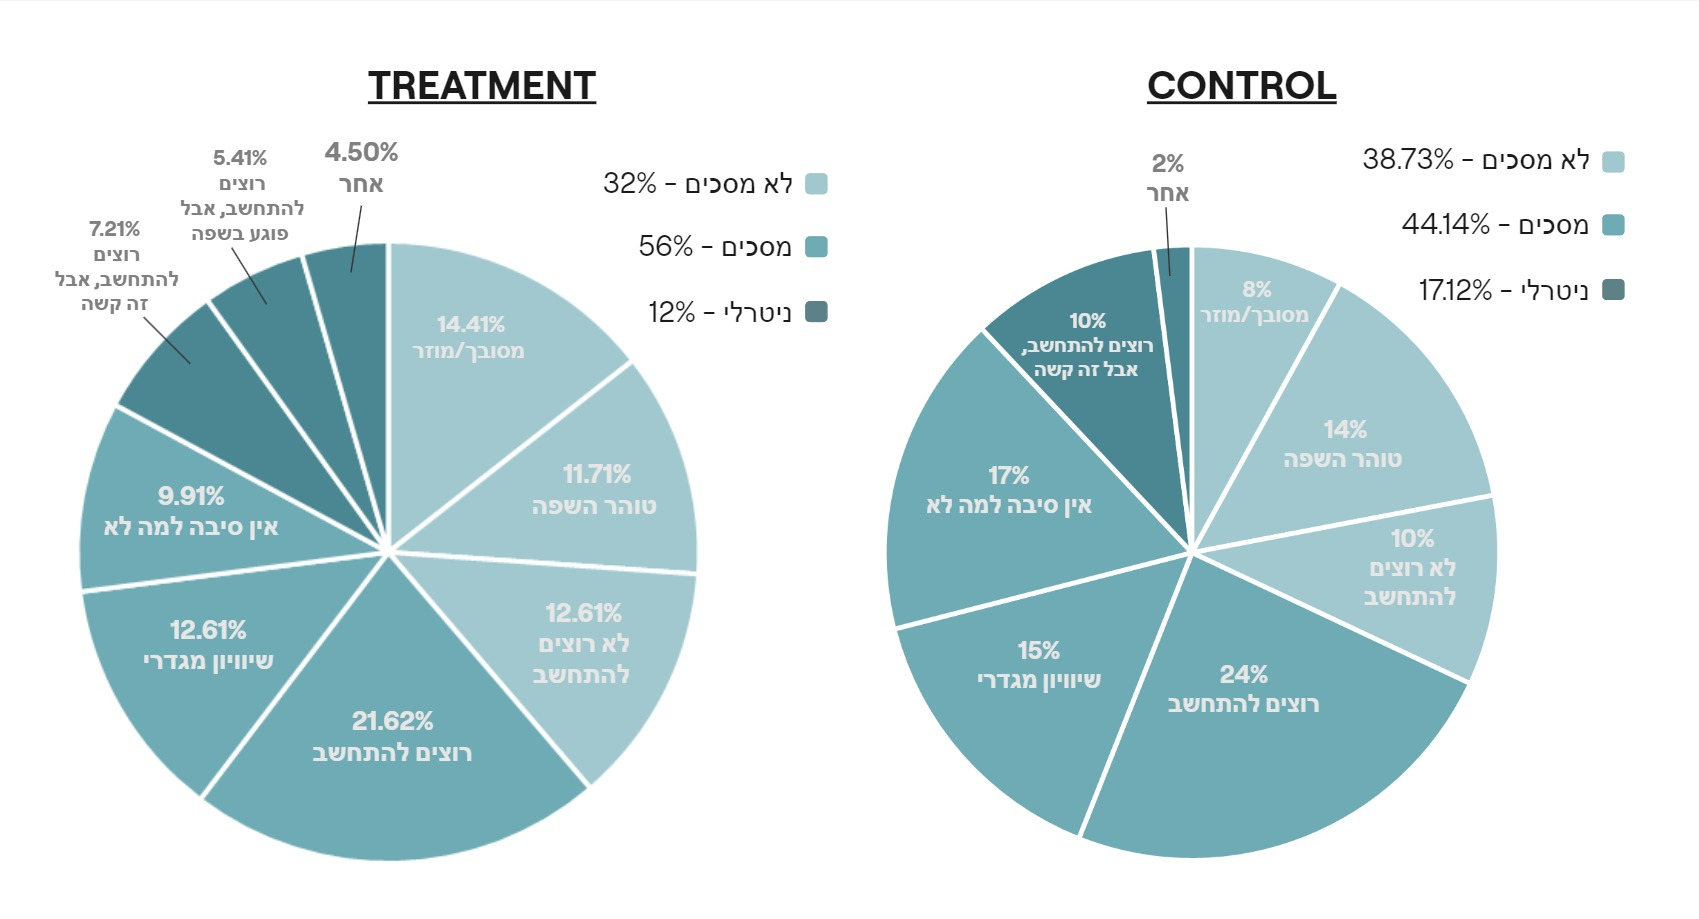 TREATMENT
4.50%
אחר
5.41%
רוצים
להתחשב, אבל
פוגע בשפה
7.21%
רוצים
להתחשב, אבל
זה קשה
לא מסכים - 32%
מסכים - 56%
ניטרלי - 12%
14.41%
מסובך/מוזר
11.71%
טוהר השפה
12.61%
לא רוצים
להתחשב
21.62%
רוצים להתחשב
12.61%
שיוויון מגדרי
9.91%
אין סיבה למה לא
CONTROL
2%
אחר
לא מסכים - 38.73%
מסכים - 44.14%
ניטרלי - 17.12%
8%
מסובך/מוזר
14%
טוהר השפה
10%
לא רוצים
להתחשב
24%
רוצים להתחשב
15%
שיוויון מגדרי
17%
אין סיבה למה לא
10%
רוצים להתחשב,
אבל זה קשה